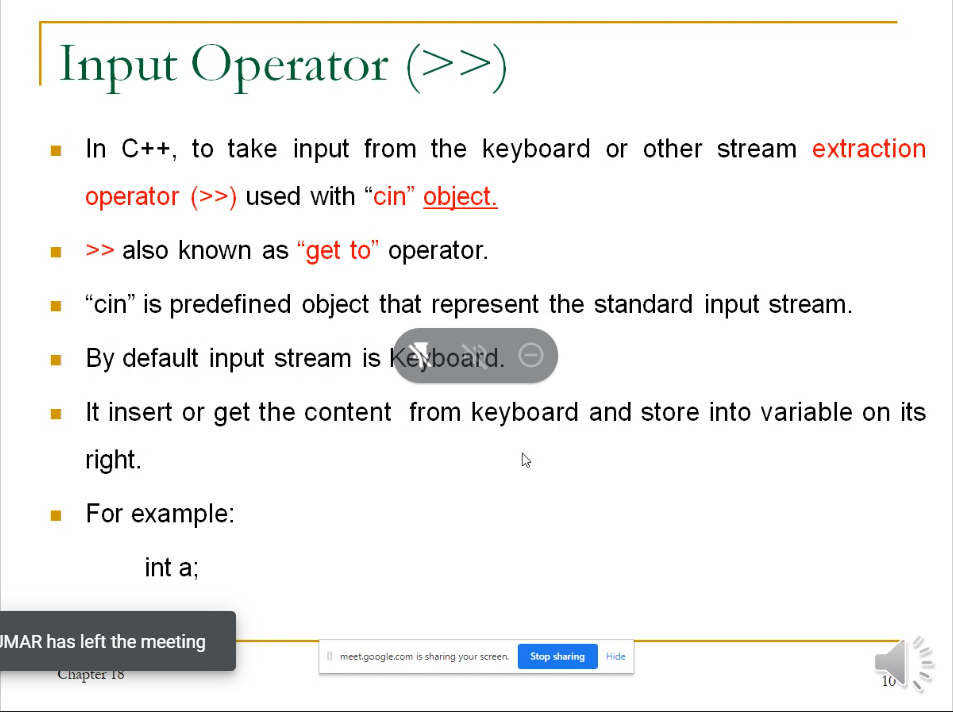 Input Operator (>>)
In C++, to take input from the keyboard or other stream extraction
operator (>>) used with “cin” object.
>> also known as “get to” operator.
“cin” is predefined object that represent the standard input stream.
By default input stream is Keyboard.
It insert or get the content from keyboard and store into variable on its
right.
For example:
int a;
UMAR has left the meeting
meet.google.com is sharing your screen. Stop sharing Hide
Chapter 18
10